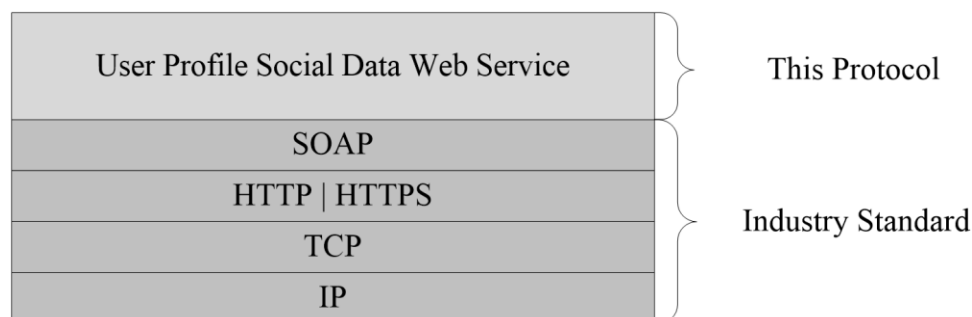 User Profile Social Data Web Service
This Protocol
SOAP
HTTP | HTTPS
TCP
Industry Standard
IP